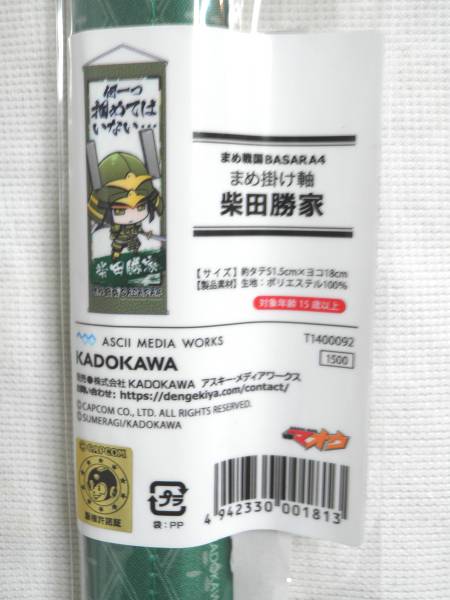 何一つ
掴めては
いない…
柴田勝家
まめ戦国BASARA4
まめ掛け軸
柴田勝家
【サイズ】約タテ51.5cm×ヨコ18cm
【製品素材】生地：ポリエステル100%
対象年齢15歳以上
ASCII MEDIA WORKS
T1400092
KADOKAWA
1500
発売●株式会社 KADOKAWA アスキー・メディアワークス
お問い合わせ：https://dengekiya.com/contact/
©CAPCOM CO., LTD. ALL RIGHTS RESERVED.
©SUMERAGI/KADOKAWA
マオウ
©CAPCOM
プラ
袋：PP
4 942330 001813